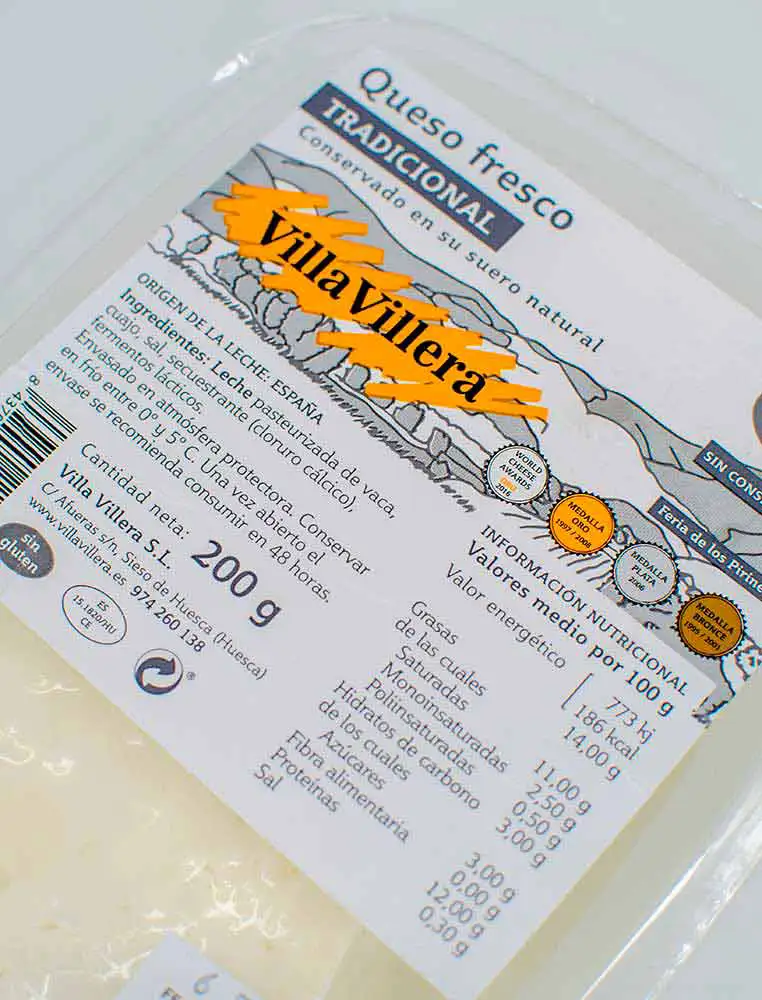 Queso fresco
TRADICIONAL
Conservado en su suero natural
VillaVillera
ORIGEN DE LA LECHE: ESPAÑA
Ingredientes: Leche pasteurizada de vaca,
cuajo, sal, secuestrante (cloruro cálcico),
fermentos lácticos.
Envasado en atmósfera protectora. Conservar
en frío entre 0° y 5° C. Una vez abierto el
envase se recomienda consumir en 48 horas.
Cantidad neta: 200 g
Villa Villera S.L.
C/ Afueras s/n, Sieso de Huesca (Huesca)
www.villavillera.es 974 260 138
sin
gluten
ES
15.1820/HU
CE
WORLD
CHEESE
AWARDS
ORO
2016
MEDALLA
ORO
1997 / 2008
MEDALLA
PLATA
2006
MEDALLA
BRONCE
1995 / 2001
SIN CONS
Feria de los Pirine
INFORMACIÓN NUTRICIONAL
Valores medio por 100 g
Valor energético 773 kj
186 kcal
Grasas 14,00 g
de las cuáles
Saturadas 11,00 g
Monoinsaturadas 2,50 g
Poliinsaturadas 0,50 g
Hidratos de carbono 3,00 g
de los cuales
Azúcares 3,00 g
Fibra alimentaria 0,00 g
Proteínas 12,00 g
Sal 0,30 g